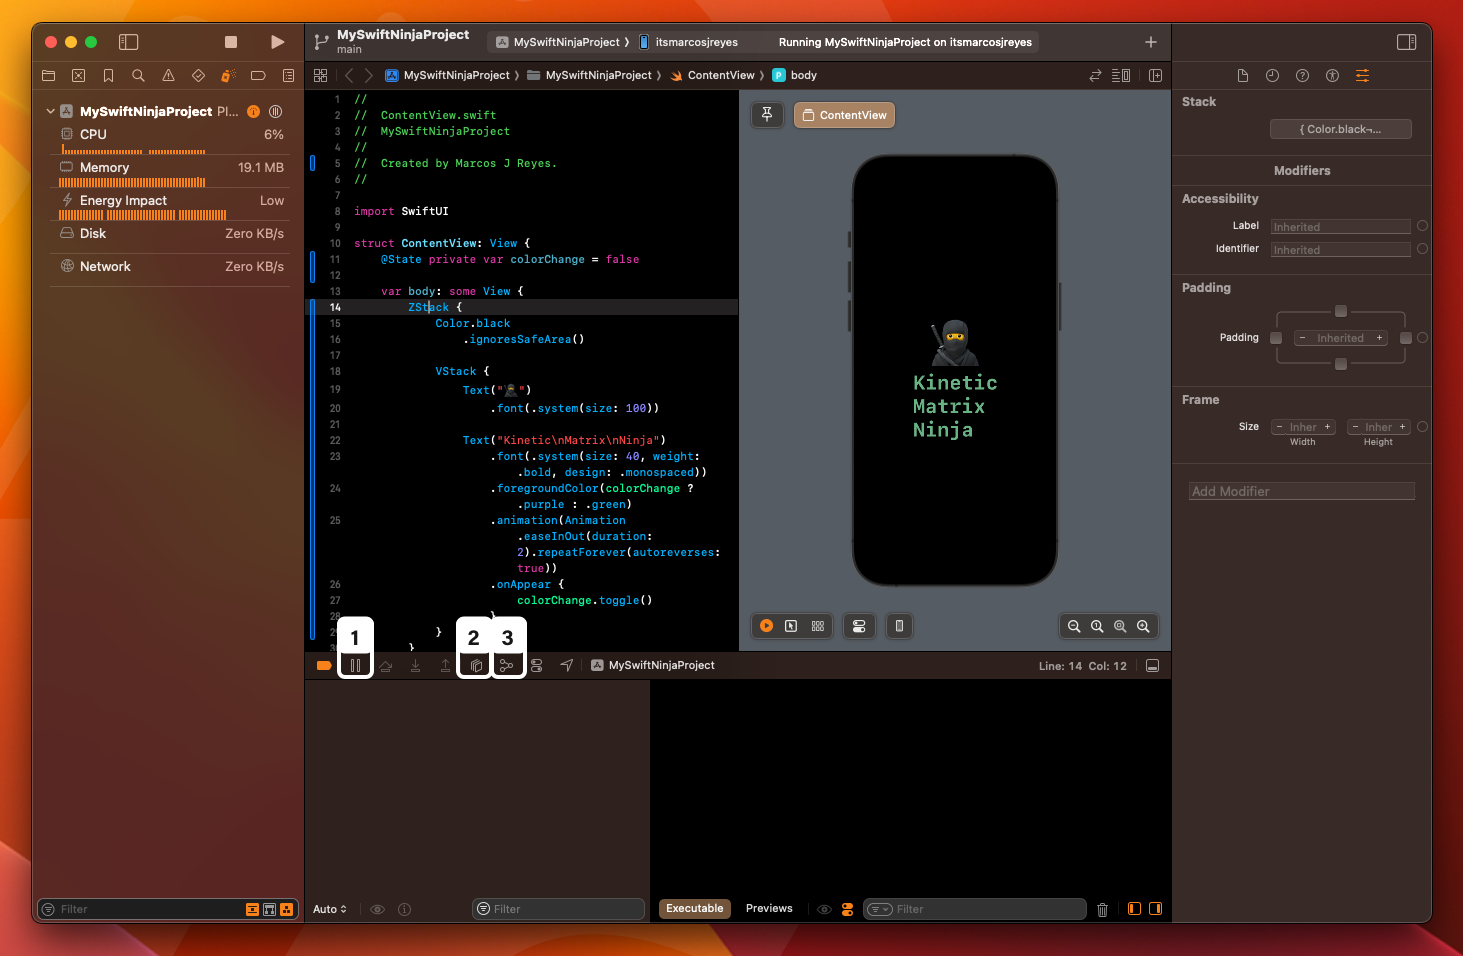 MySwiftNinjaProject
main
MySwiftNinjaProject
itsmarcosjreyes
Running MySwiftNinjaProject on itsmarcosjreyes
MySwiftNinjaProject
MySwiftNinjaProject
ContentView
P
body
MySwiftNinjaProject Pl...
CPU
6%
Memory
19.1 MB
Energy Impact
Low
Disk
Zero KB/s
Network
Zero KB/s
1 //
2 //  ContentView.swift
3 //  MySwiftNinjaProject
4 //
5 //  Created by Marcos J Reyes.
6 //
7
8 import SwiftUI
9
10 struct ContentView: View {
11 @State private var colorChange = false
12
13 var body: some View {
14 ZStack {
15 Color.black
16 .ignoresSafeArea()
17
18 VStack {
19 Text("🥷")
20 .font(.system(size: 100))
21
22 Text("Kinetic\nMatrix\nNinja")
23 .font(.system(size: 40, weight:
.bold, design: .monospaced))
24 .foregroundColor(colorChange ?
.purple : .green)
25 .animation(Animation
.easeInOut(duration:
2).repeatForever(autoreverses:
true))
26 .onAppear {
27 colorChange.toggle()
28 }
}
}
ContentView
Kinetic
Matrix
Ninja
1
2
3
MySwiftNinjaProject
Line: 14 Col: 12
Stack
{ Color.black¬...
Modifiers
Accessibility
Label
Inherited
Identifier
Inherited
Padding
Padding
− Inherited +
Frame
Size
− Inher +
− Inher +
Width
Height
Add Modifier
Filter
Auto
Filter
Executable
Previews
Filter